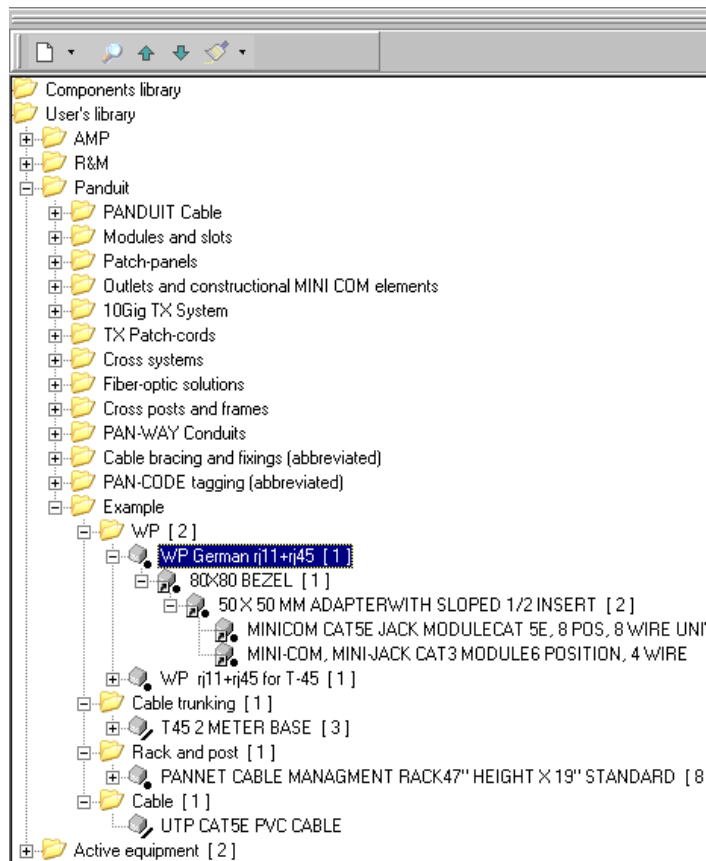 Components library
User's library
AMP
R&M
Panduit
PANDUIT Cable
Modules and slots
Patch-panels
Outlets and constructional MINI COM elements
10Gig TX System
TX Patch-cords
Cross systems
Fiber-optic solutions
Cross posts and frames
PAN-WAY Conduits
Cable bracing and fixings (abbreviated)
PAN-CODE tagging (abbreviated)
Example
WP [ 2 ]
WP German rj11+rj45 [ 1 ]
80X80 BEZEL [ 1 ]
50 X 50 MM ADAPTERWITH SLOPED 1/2 INSERT [ 2 ]
MINICOM CAT5E JACK MODULECAT 5E, 8 POS, 8 WIRE UNI
MINI-COM, MINI-JACK CAT3 MODULE6 POSITION, 4 WIRE
WP rj11+rj45 for T-45 [ 1 ]
Cable trunking [ 1 ]
T45 2 METER BASE [ 3 ]
Rack and post [ 1 ]
PANNET CABLE MANAGMENT RACK47" HEIGHT X 19" STANDARD [ 8
Cable [ 1 ]
UTP CAT5E PVC CABLE
Active equipment [ 2 ]